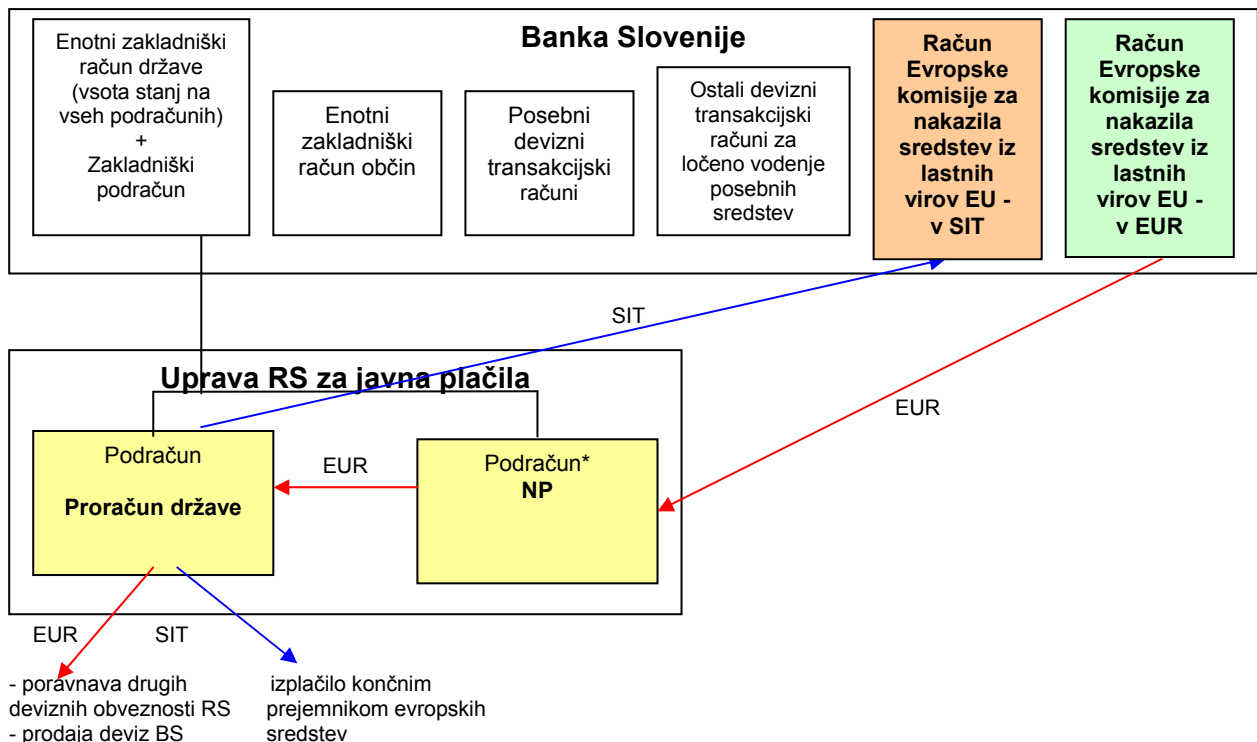 Banka Slovenije
Enotni zakladniški
račun države
(vsota stanj na
vseh podračunih)
+
Zakladniški
podračun
Enotni
zakladniški
račun občin
Posebni
devizni
transakcijski
računi
Ostali devizni
transakcijski
računi za
ločeno vodenje
posebnih
sredstev
Račun
Evropske
komisije za
nakazila
sredstev iz
lastnih
virov EU -
v SIT
Račun
Evropske
komisije za
nakazila
sredstev iz
lastnih
virov EU -
v EUR
SIT
EUR
Uprava RS za javna plačila
Podračun
Proračun države
EUR
Podračun*
NP
EUR
SIT
- poravnava drugih
deviznih obveznosti RS
- prodaja deviz BS
izplačilo končnim
prejemnikom evropskih
sredstev